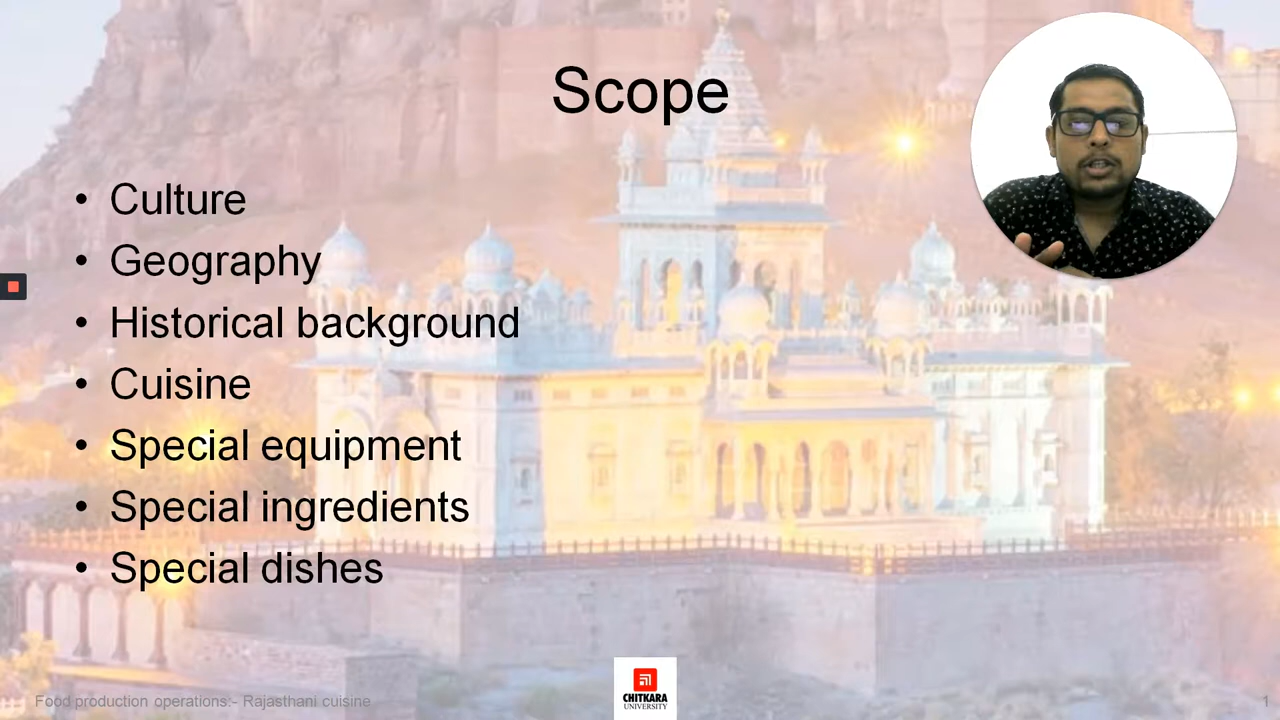 Scope
• Culture
• Geography
• Historical background
• Cuisine
• Special equipment
• Special ingredients
• Special dishes
Food production operations:- Rajasthani cuisine
CHITKARA
UNIVERSITY
1